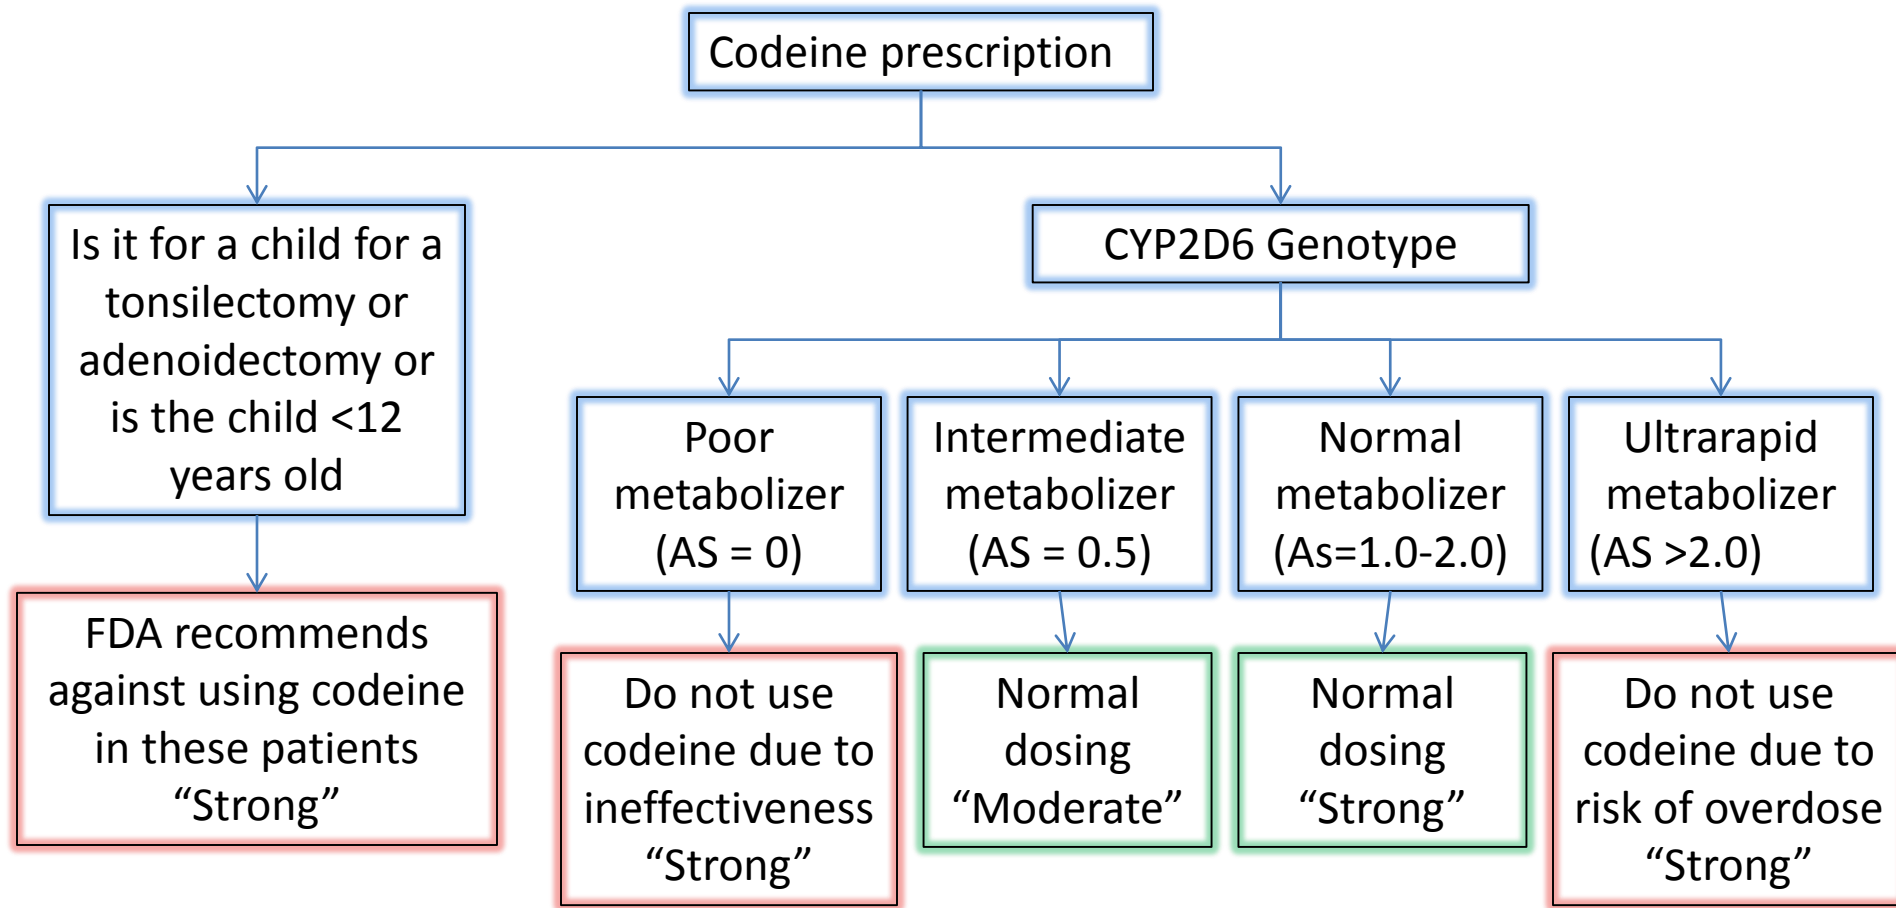 Codeine prescription
Is it for a child for a
tonsilectomy or
adenoidectomy or
is the child <12
years old
CYP2D6 Genotype
Poor
metabolizer
(AS = 0)
Intermediate
metabolizer
(AS = 0.5)
Normal
metabolizer
(As=1.0-2.0)
Ultrarapid
metabolizer
(AS >2.0)
FDA recommends
against using codeine
in these patients
“Strong”
Do not use
codeine due to
ineffectiveness
“Strong”
Normal
dosing
“Moderate”
Normal
dosing
“Strong”
Do not use
codeine due to
risk of overdose
“Strong”